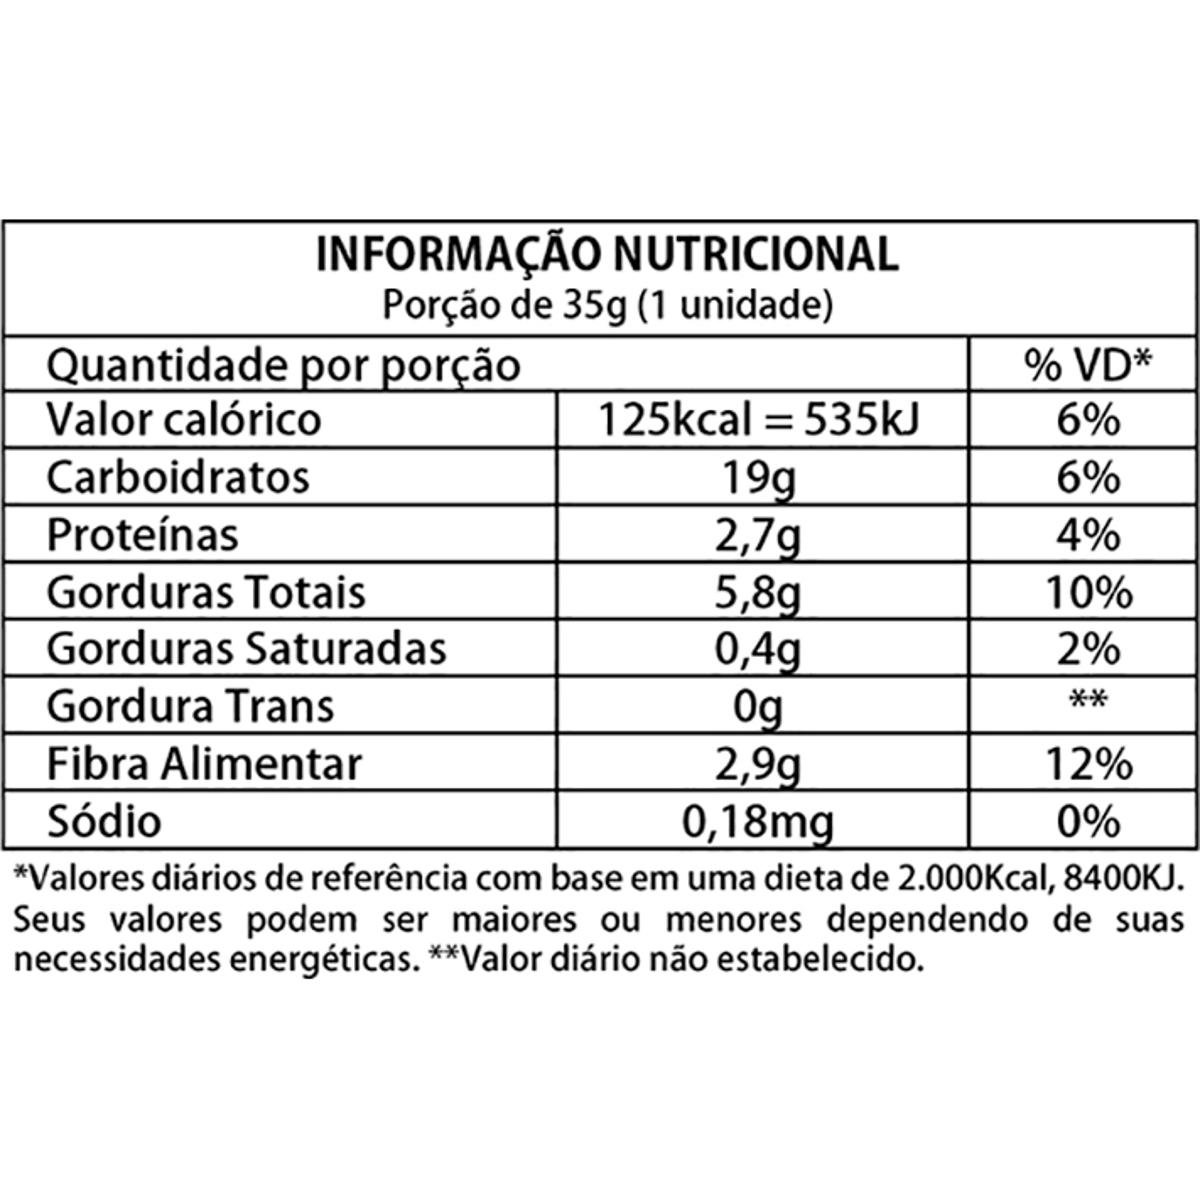 INFORMAÇÃO NUTRICIONAL
Porção de 35g (1 unidade)
Quantidade por porção % VD*
Valor calórico 125kcal = 535kJ 6%
Carboidratos 19g 6%
Proteínas 2,7g 4%
Gorduras Totais 5,8g 10%
Gorduras Saturadas 0,4g 2%
Gordura Trans 0g **
Fibra Alimentar 2,9g 12%
Sódio 0,18mg 0%
*Valores diários de referência com base em uma dieta de 2.000Kcal, 8400KJ.
Seus valores podem ser maiores ou menores dependendo de suas
necessidades energéticas. **Valor diário não estabelecido.